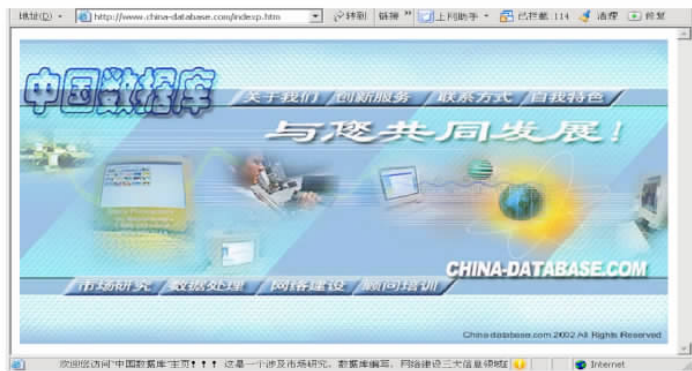 地址(D) http://www.china-database.com/indexp.htm 转到 链接 » 上网助手 已拦截:114 清理 修复
中国数据库
关于我们 创新服务 联系方式 自我特色
与您共同发展!
CHINA-DATABASE.COM
市场研究 数据处理 网络建设 顾问培训
China database.com 2002 All Rights Reserved
欢迎您访问"中国数据库"主页!!! 这是一个涉及市场研究、数据库编写、网络建设三大信息领域 Internet